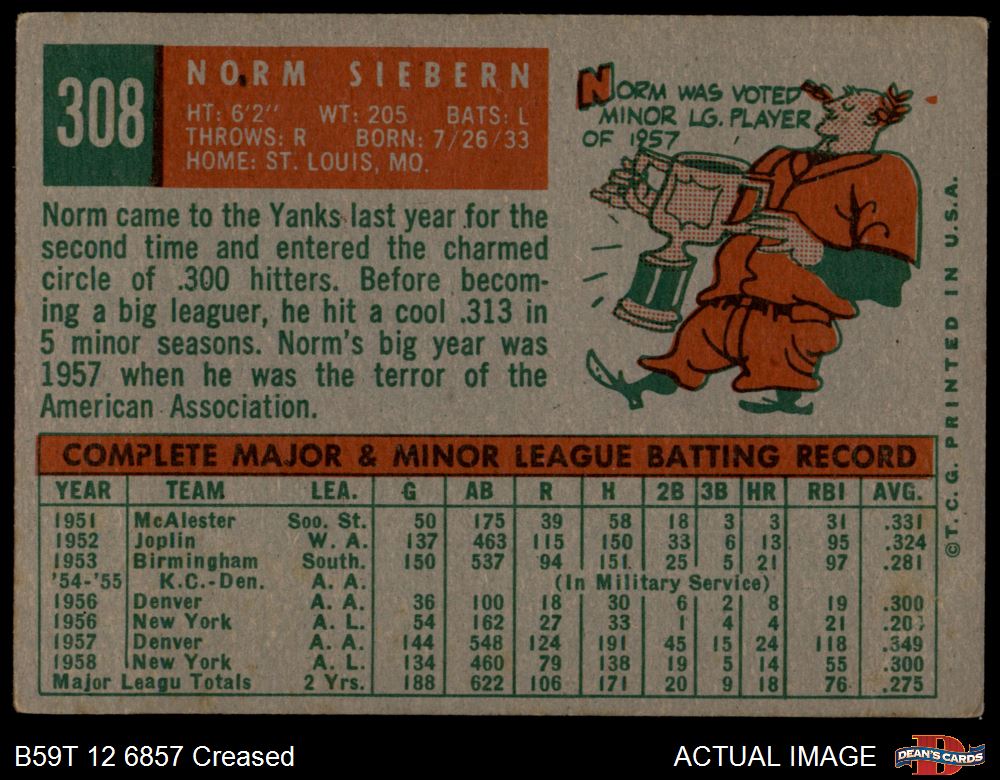 308
NORM SIEBERN
HT: 6'2" WT: 205 BATS: L
THROWS: R BORN: 7/26/33
HOME: ST. LOUIS, MO.
NORM WAS VOTED
MINOR LG. PLAYER
OF 1957
Norm came to the Yanks last year for the
second time and entered the charmed
circle of .300 hitters. Before becom-
ing a big leaguer, he hit a cool .313 in
5 minor seasons. Norm's big year was
1957 when he was the terror of the
American Association.
COMPLETE MAJOR & MINOR LEAGUE BATTING RECORD
YEAR TEAM LEA. G AB R H 2B 3B HR RBI AVG.
1951 McAlester Soo. St. 50 175 39 58 18 3 3 31 .331
1952 Joplin W. A. 137 463 115 150 33 6 13 95 .324
1953 Birmingham South. 150 537 94 151 25 5 21 97 .281
'54-'55 K.C.-Den. A. A. (In Military Service)
1956 Denver A. A. 36 100 18 30 6 2 8 19 .300
1956 New York A. L. 54 162 27 33 1 4 4 21
1957 Denver A. A. 144 548 124 191 45 15 24 118 .349
1958 New York A. L. 134 460 79 138 19 5 14 55 .300
Major Leagu Totals 2 Yrs. 188 622 106 171 20 9 18 76 .275
©T. C. G. PRINTED IN U.S.A.
B59T 12 6857 Creased
ACTUAL IMAGE
DEAN'S CARDS